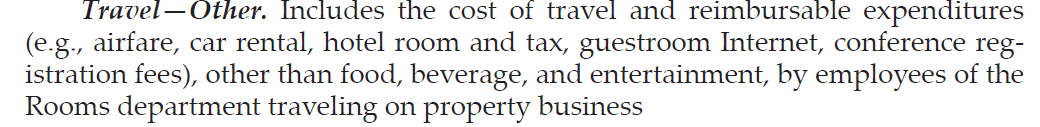 Travel—Other. Includes the cost of travel and reimbursable expenditures
(e.g., airfare, car rental, hotel room and tax, guestroom Internet, conference reg-
istration fees), other than food, beverage, and entertainment, by employees of the
Rooms department traveling on property business